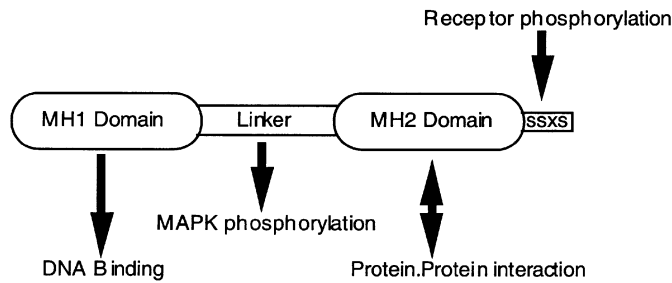 Receptor phosphorylation
MH1 Domain
Linker
MH2 Domain
ssxs
MAPK phosphorylation
DNA Binding
Protein.Protein interaction